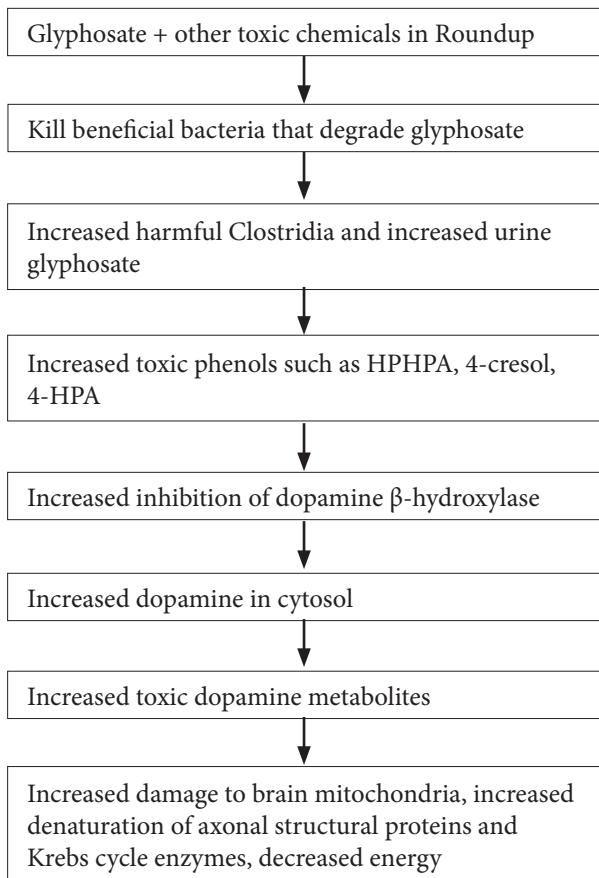 Glyphosate + other toxic chemicals in Roundup
Kill beneficial bacteria that degrade glyphosate
Increased harmful Clostridia and increased urine
glyphosate
Increased toxic phenols such as HPHPA, 4-cresol,
4-HPA
Increased inhibition of dopamine β-hydroxylase
Increased dopamine in cytosol
Increased toxic dopamine metabolites
Increased damage to brain mitochondria, increased
denaturation of axonal structural proteins and
Krebs cycle enzymes, decreased energy